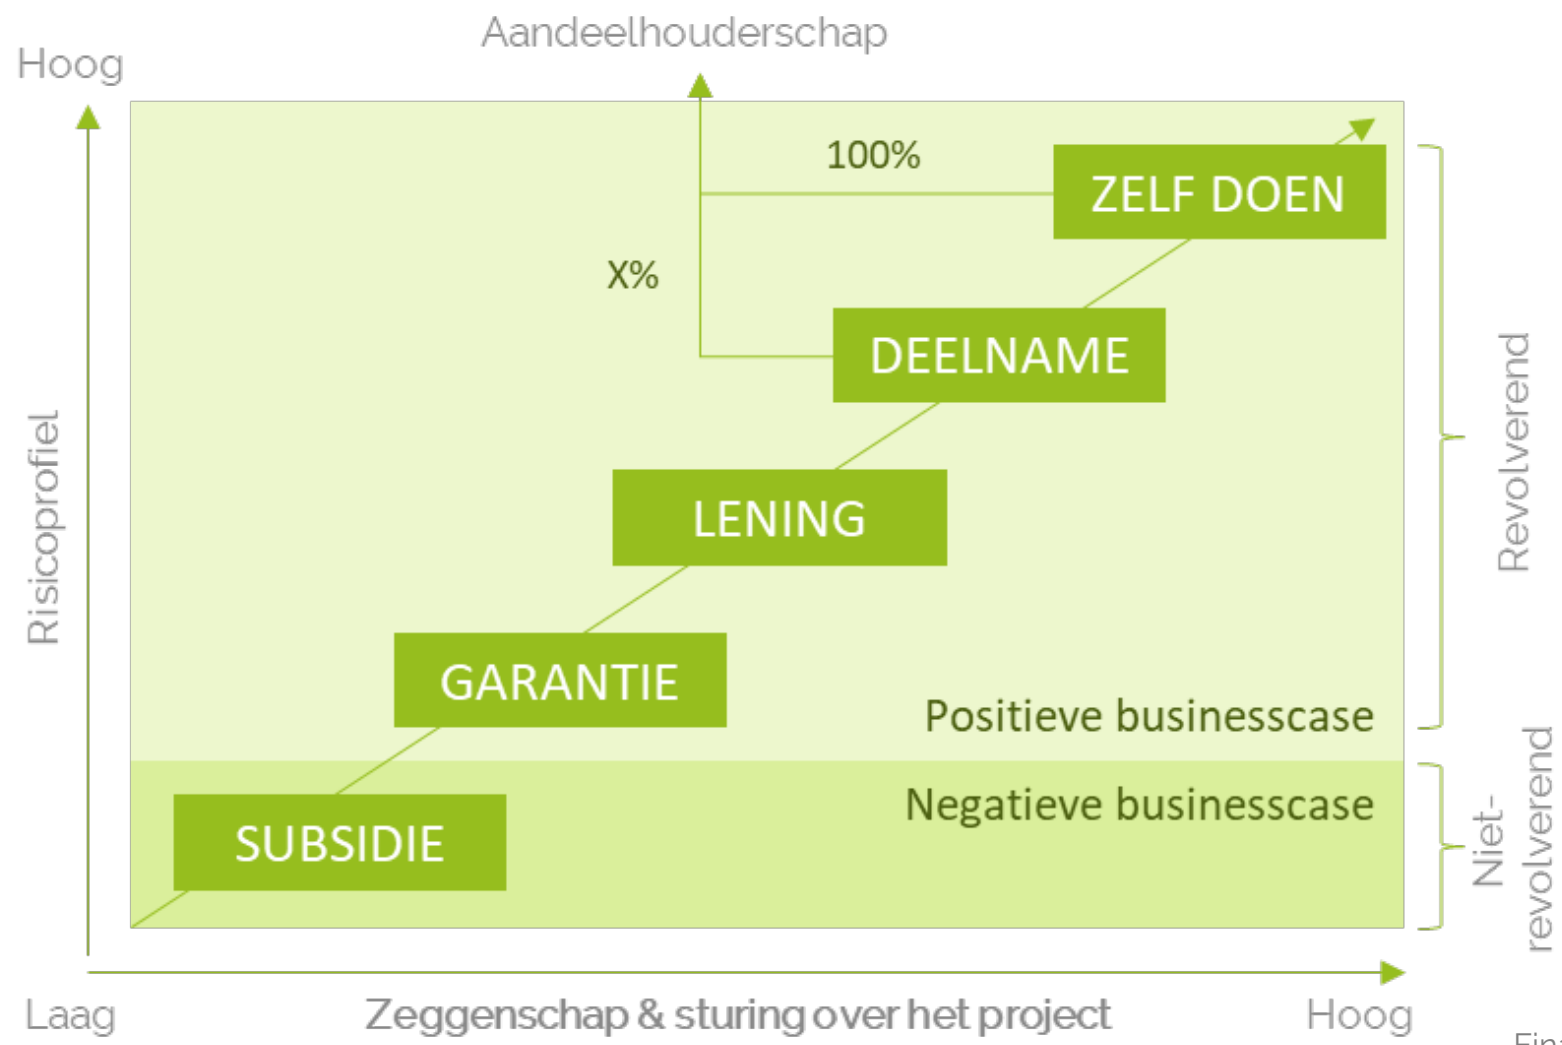 Aandeelhouderschap
Hoog
100%
ZELF DOEN
X%
DEELNAME
Risicoprofiel
LENING
Revolverend
GARANTIE
Positieve businesscase
Negatieve businesscase
SUBSIDIE
Niet-
revolverend
Laag
Zeggenschap & sturing over het project
Hoog